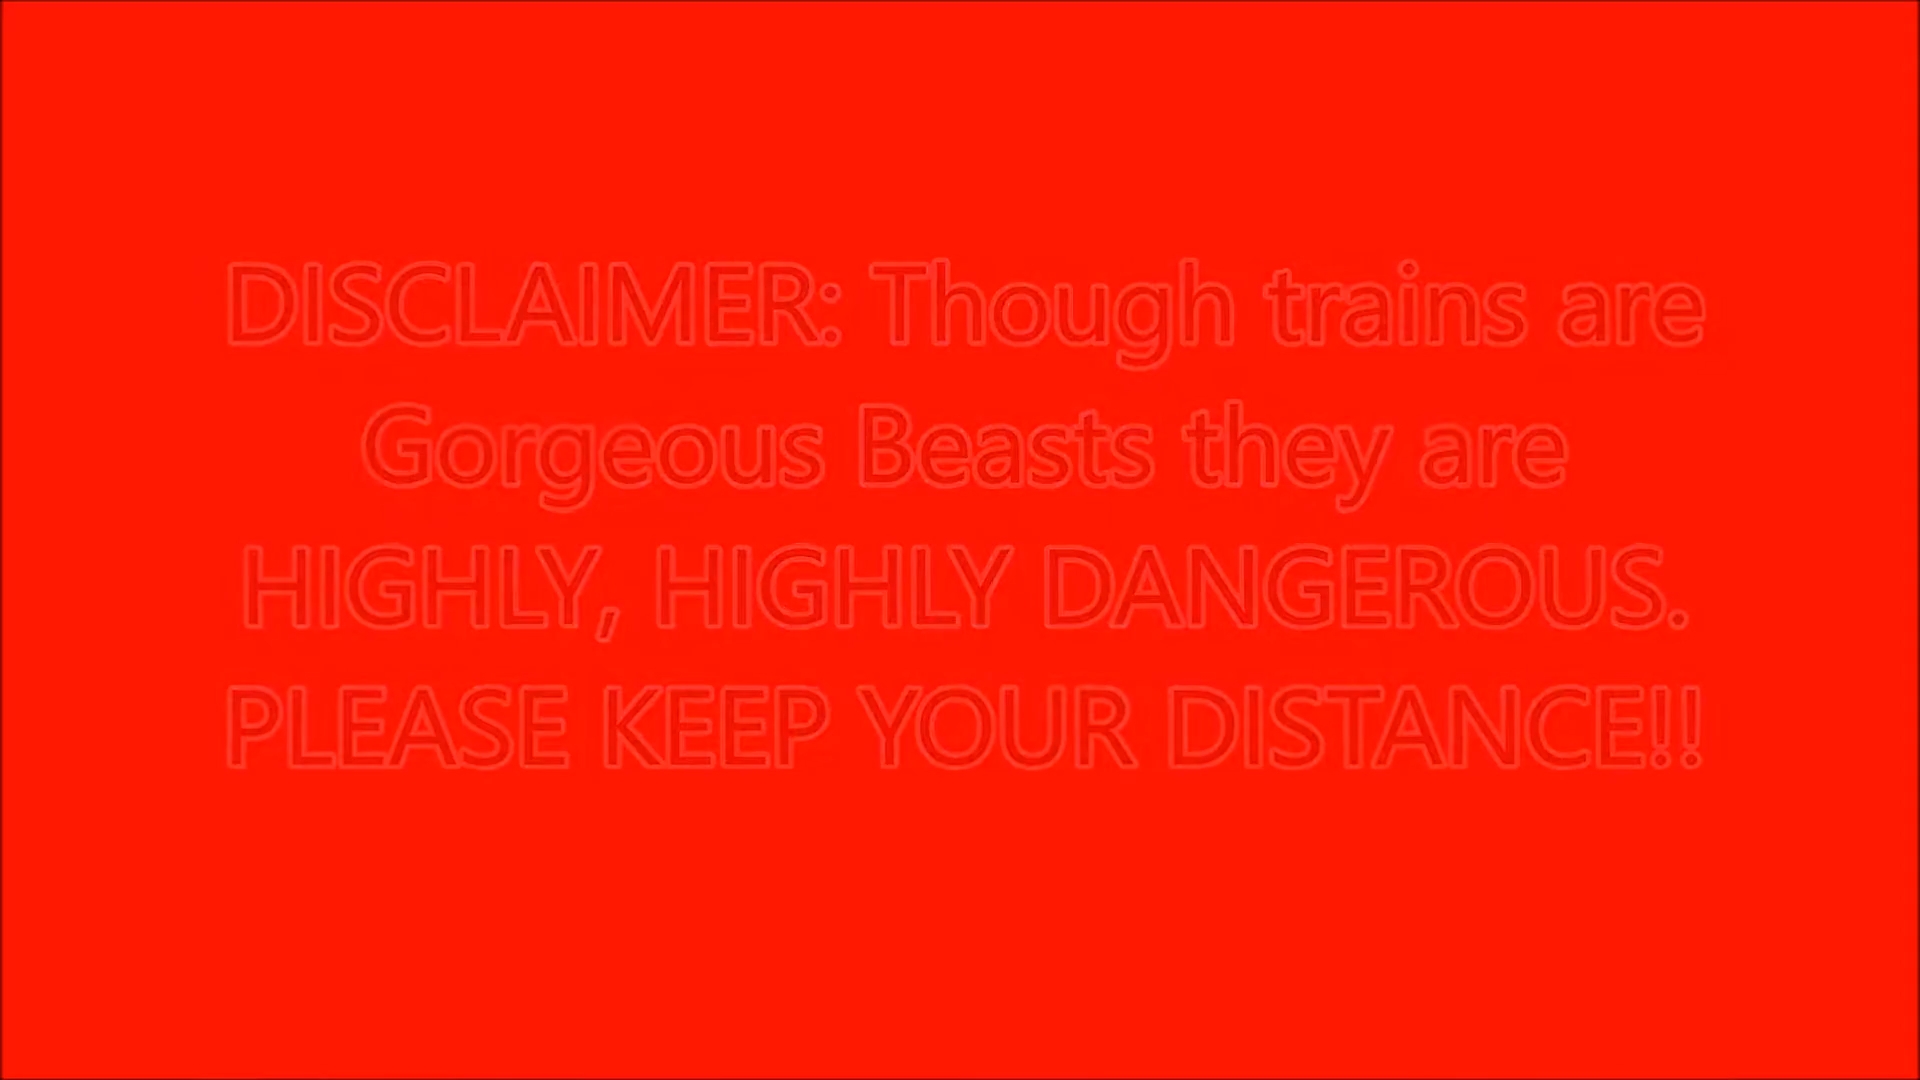 DISCLAIMER: Though trains are
Gorgeous Beasts they are
HIGHLY, HIGHLY DANGEROUS.
PLEASE KEEP YOUR DISTANCE!!